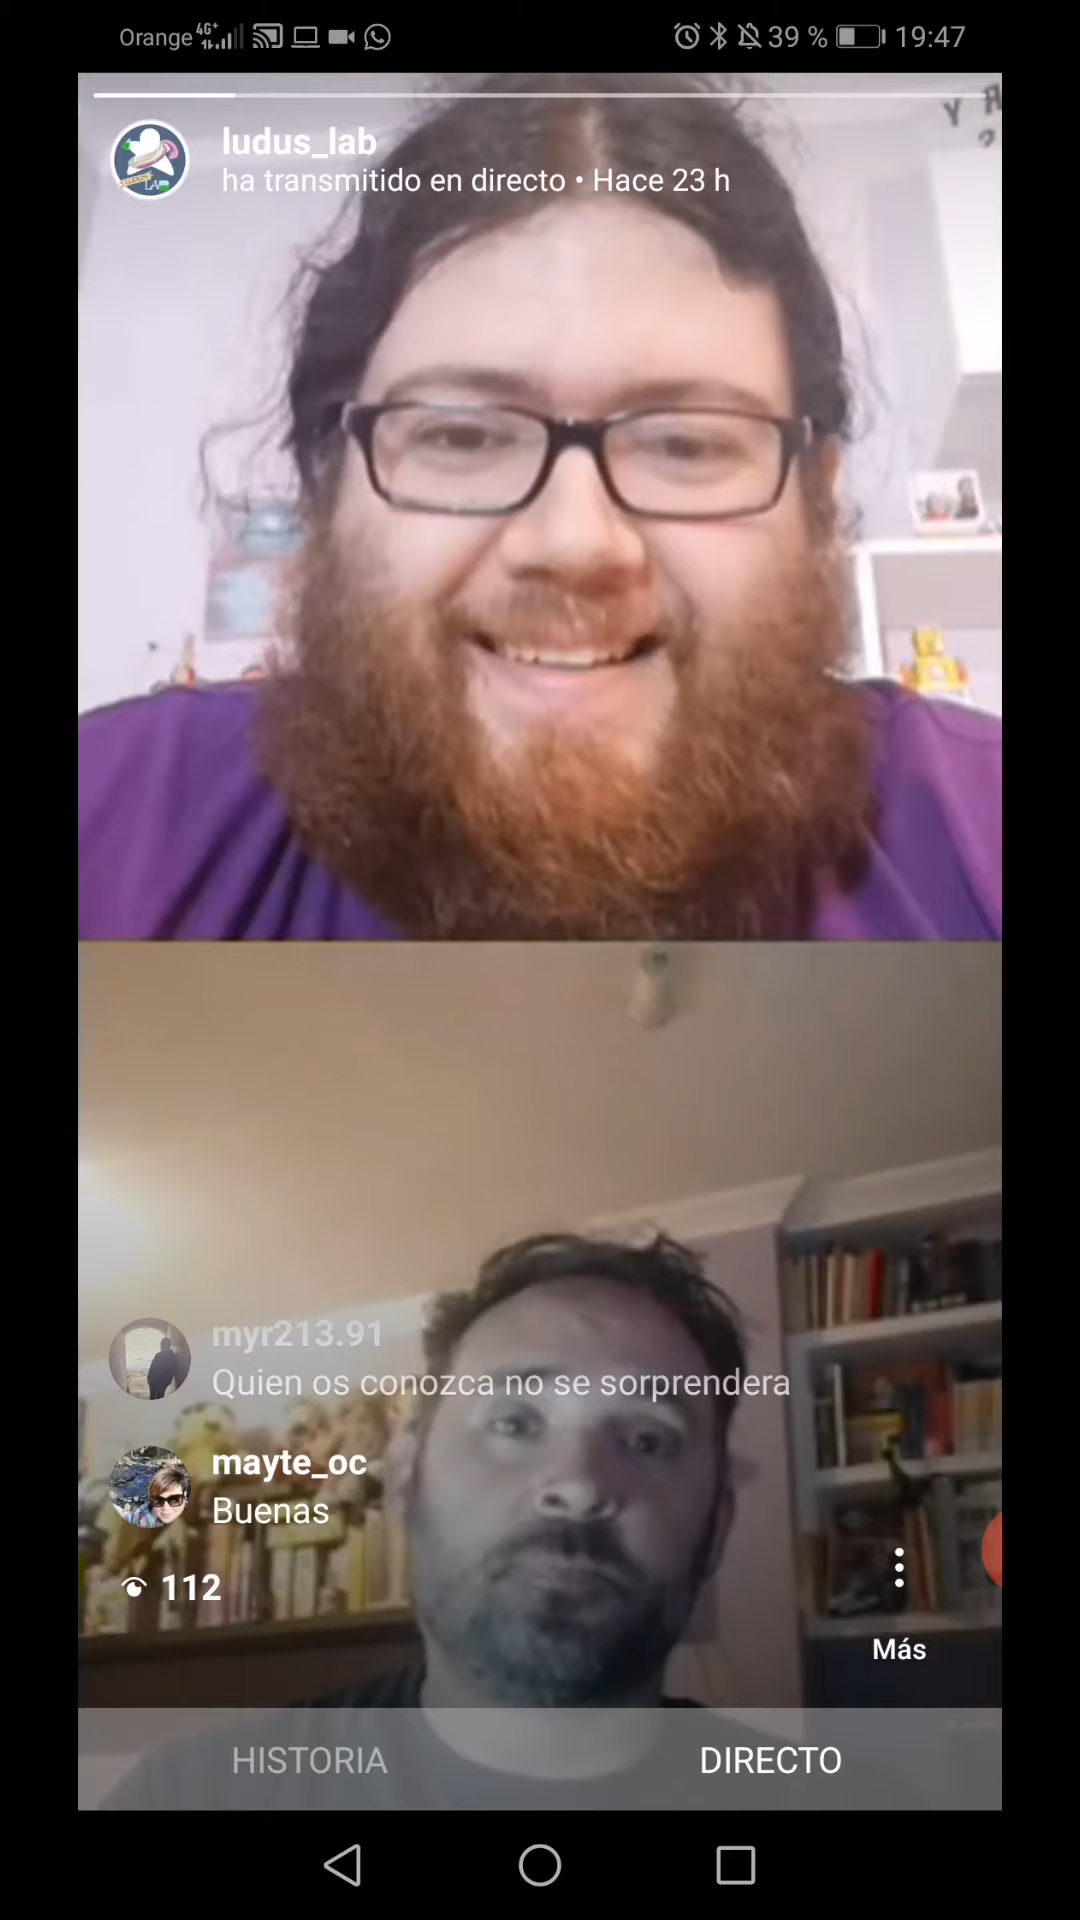 Orange 4G+ 39 % 19:47
ludus_lab
ha transmitido en directo • Hace 23 h
myr213.91
Quien os conozca no se sorprendera
mayte_oc
Buenas
112
Más
HISTORIA
DIRECTO